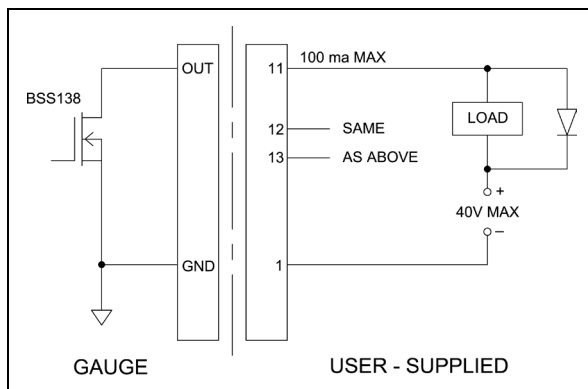 OUT
11
100 ma MAX
BSS138
LOAD
12
SAME
13
AS ABOVE
+
40V MAX
–
GND
1
GAUGE
USER - SUPPLIED